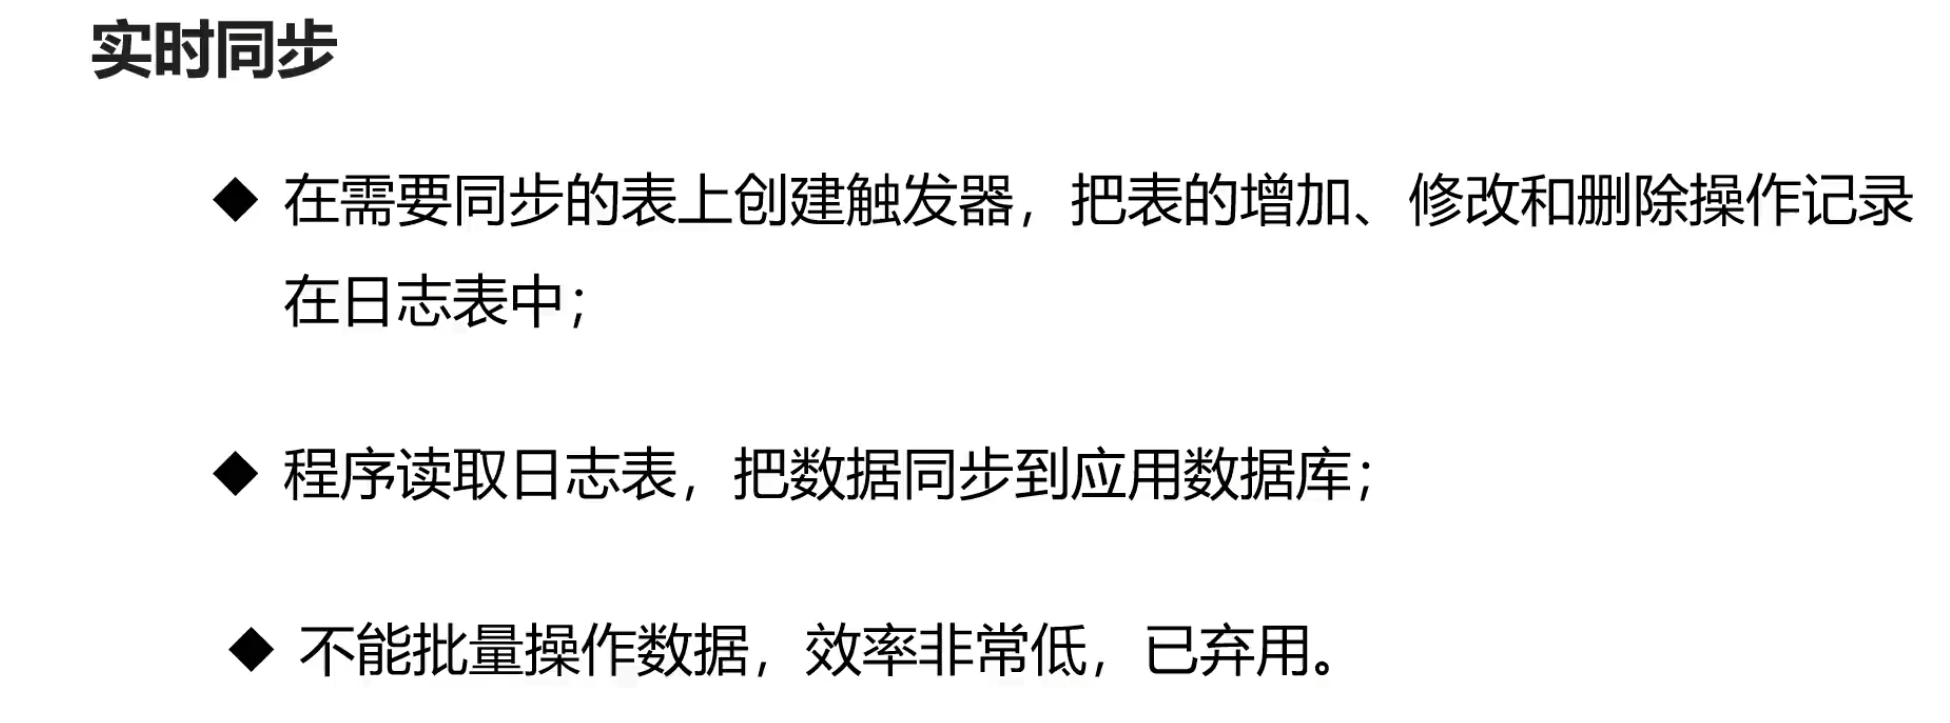 实时同步
◆ 在需要同步的表上创建触发器，把表的增加、修改和删除操作记录
在日志表中；
◆ 程序读取日志表，把数据同步到应用数据库；
◆ 不能批量操作数据，效率非常低，已弃用。